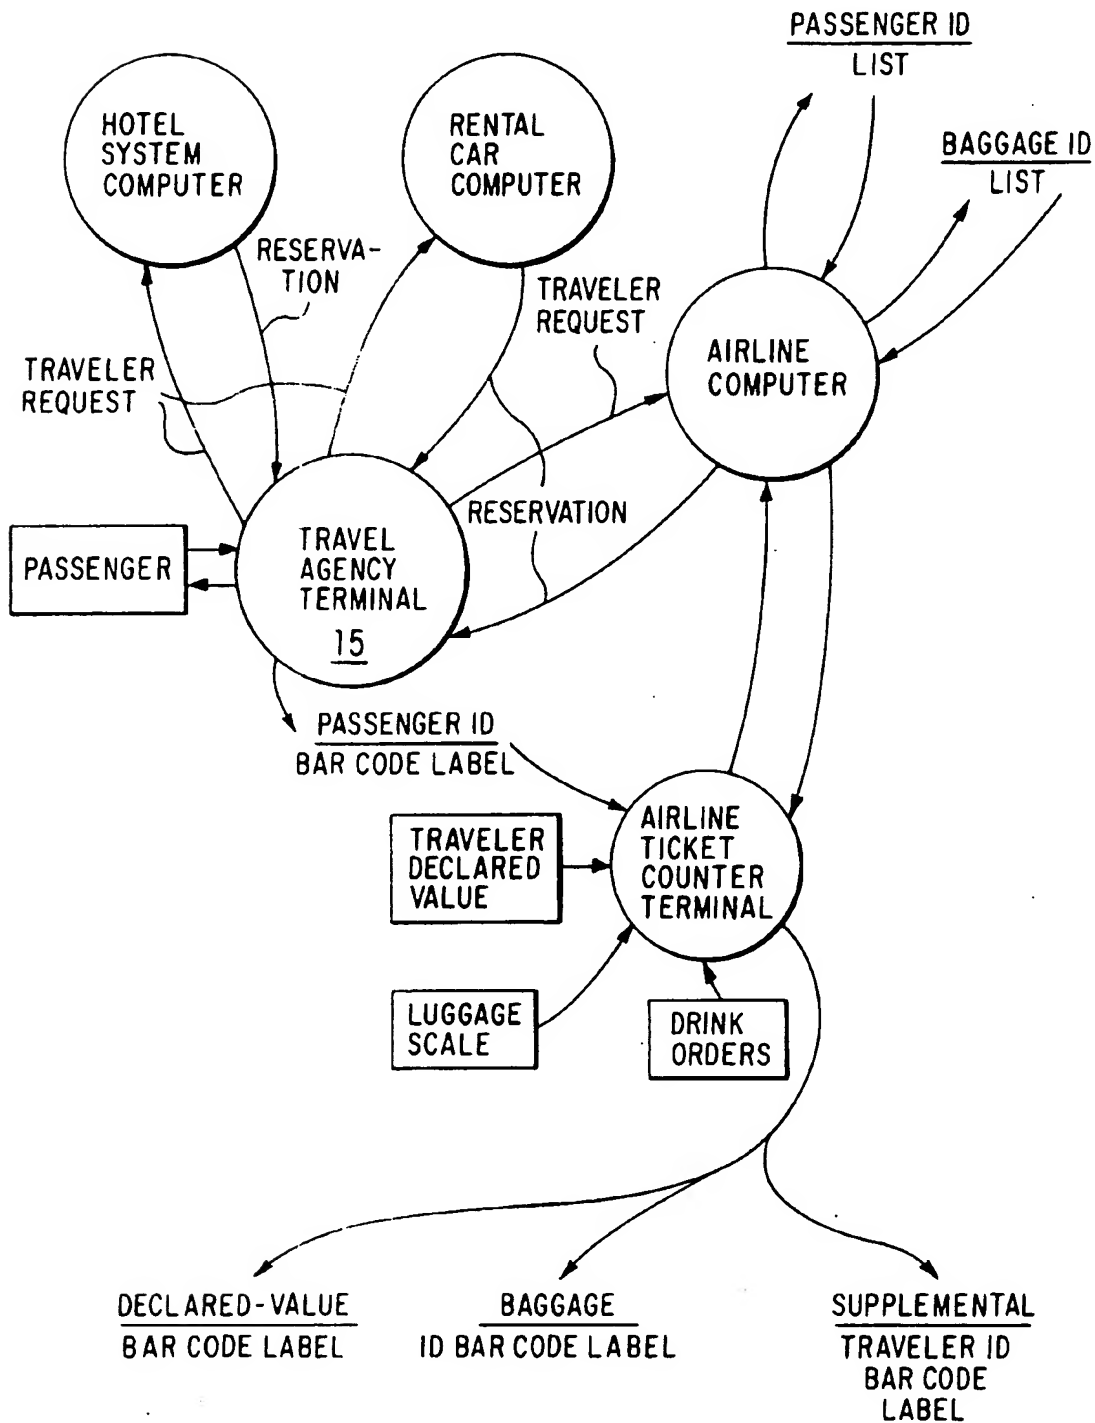 PASSENGER ID
LIST
BAGGAGE ID
LIST
HOTEL
SYSTEM
COMPUTER
RENTAL
CAR
COMPUTER
RESERVA-
TION
TRAVELER
REQUEST
TRAVELER
REQUEST
AIRLINE
COMPUTER
RESERVATION
PASSENGER
TRAVEL
AGENCY
TERMINAL
15
PASSENGER ID
BAR CODE LABEL
TRAVELER
DECLARED
VALUE
AIRLINE
TICKET
COUNTER
TERMINAL
LUGGAGE
SCALE
DRINK
ORDERS
DECLARED-VALUE
BAR CODE LABEL
BAGGAGE
ID BAR CODE LABEL
SUPPLEMENTAL
TRAVELER ID
BAR CODE
LABEL